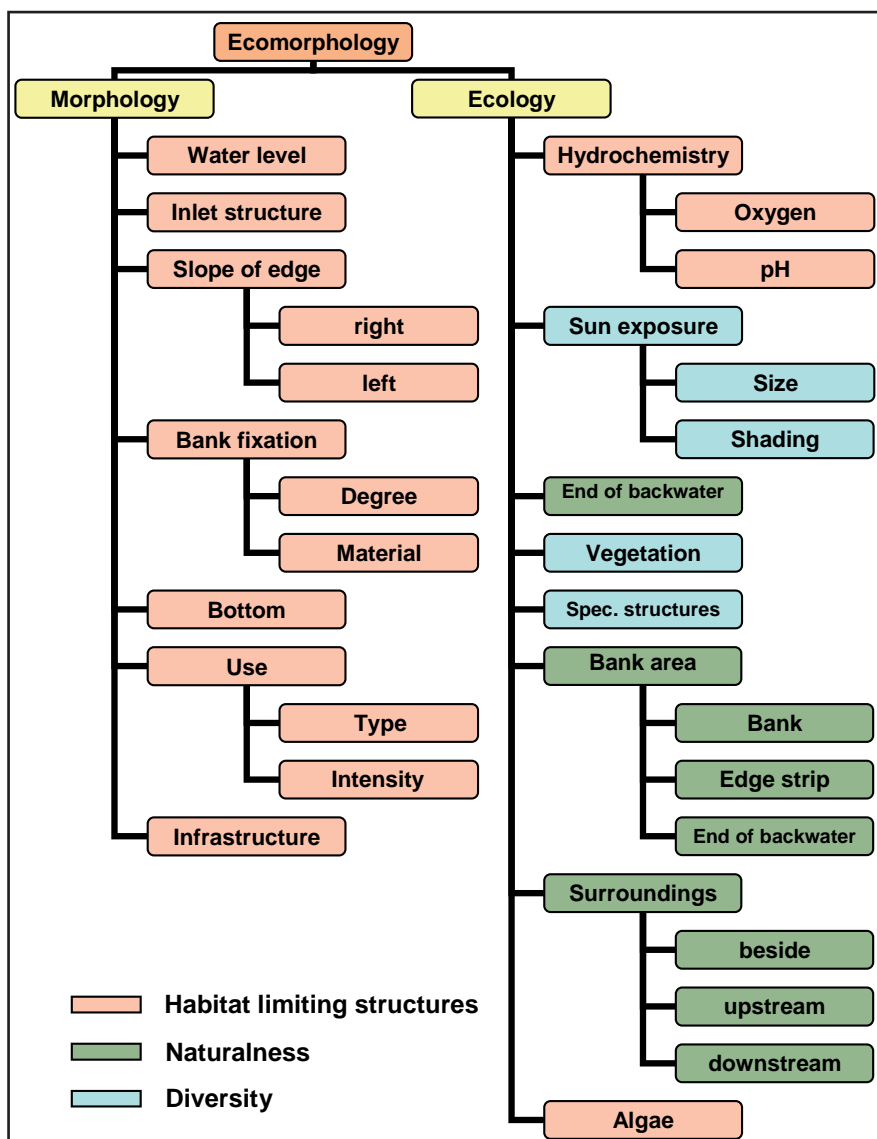 Ecomorphology
Morphology
Water level
Inlet structure
Slope of edge
right
left
Bank fixation
Degree
Material
Bottom
Use
Type
Intensity
Infrastructure
Ecology
Hydrochemistry
Oxygen
pH
Sun exposure
Size
Shading
End of backwater
Vegetation
Spec. structures
Bank area
Bank
Edge strip
End of backwater
Surroundings
beside
upstream
downstream
Algae
Habitat limiting structures
Naturalness
Diversity